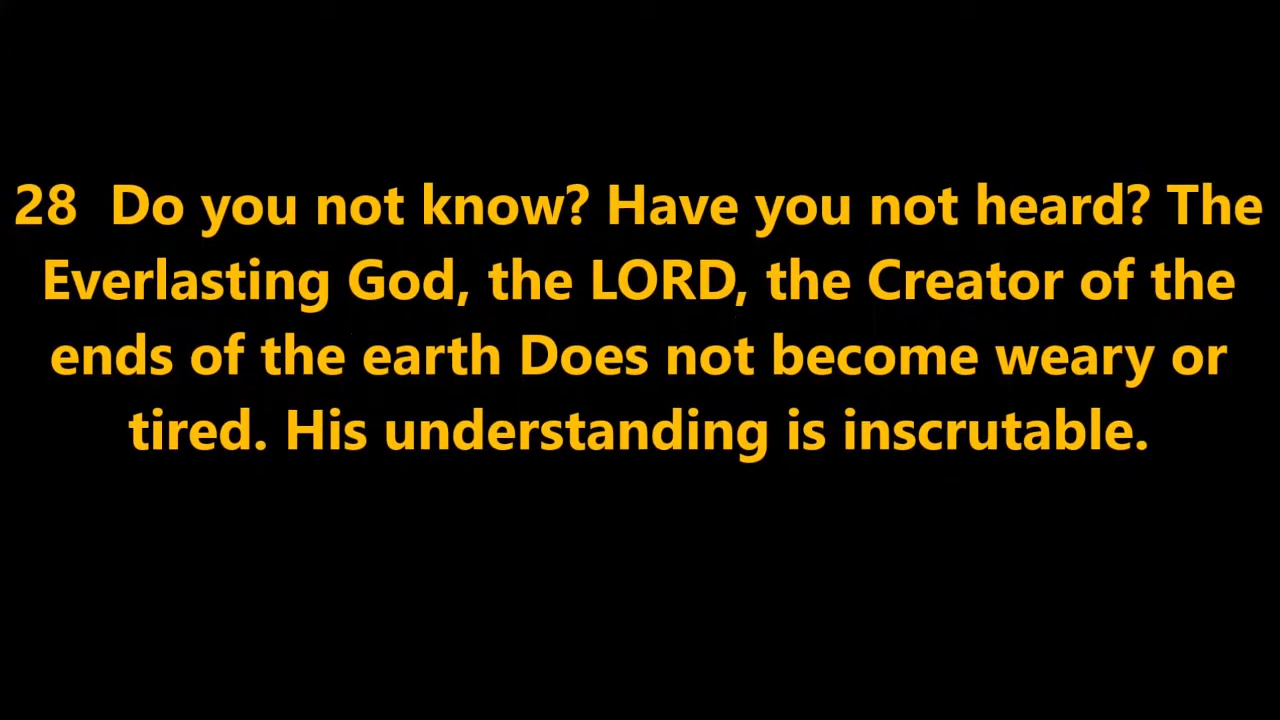 28  Do you not know? Have you not heard? The
Everlasting God, the LORD, the Creator of the
ends of the earth Does not become weary or
tired. His understanding is inscrutable.